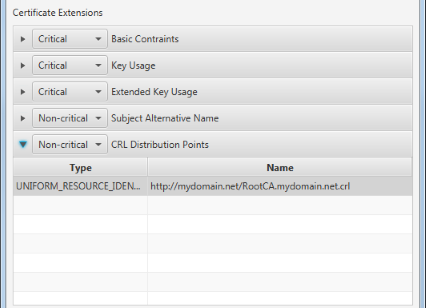 Certificate Extensions
Critical Basic Contraints
Critical Key Usage
Critical Extended Key Usage
Non-critical Subject Alternative Name
Non-critical CRL Distribution Points
Type Name
UNIFORM_RESOURCE_IDEN... http://mydomain.net/RootCA.mydomain.net.crl